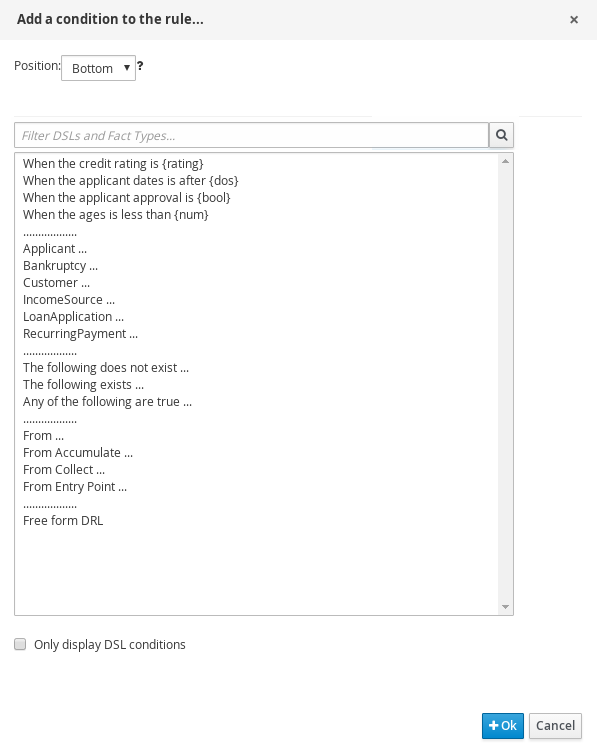 Add a condition to the rule...
×
Position: Bottom ?
Filter DSLs and Fact Types...
When the credit rating is {rating}
When the applicant dates is after {dos}
When the applicant approval is {bool}
When the ages is less than {num}
..................
Applicant ...
Bankruptcy ...
Customer ...
IncomeSource ...
LoanApplication ...
RecurringPayment ...
..................
The following does not exist ...
The following exists ...
Any of the following are true ...
..................
From ...
From Accumulate ...
From Collect ...
From Entry Point ...
..................
Free form DRL
Only display DSL conditions
+ Ok Cancel